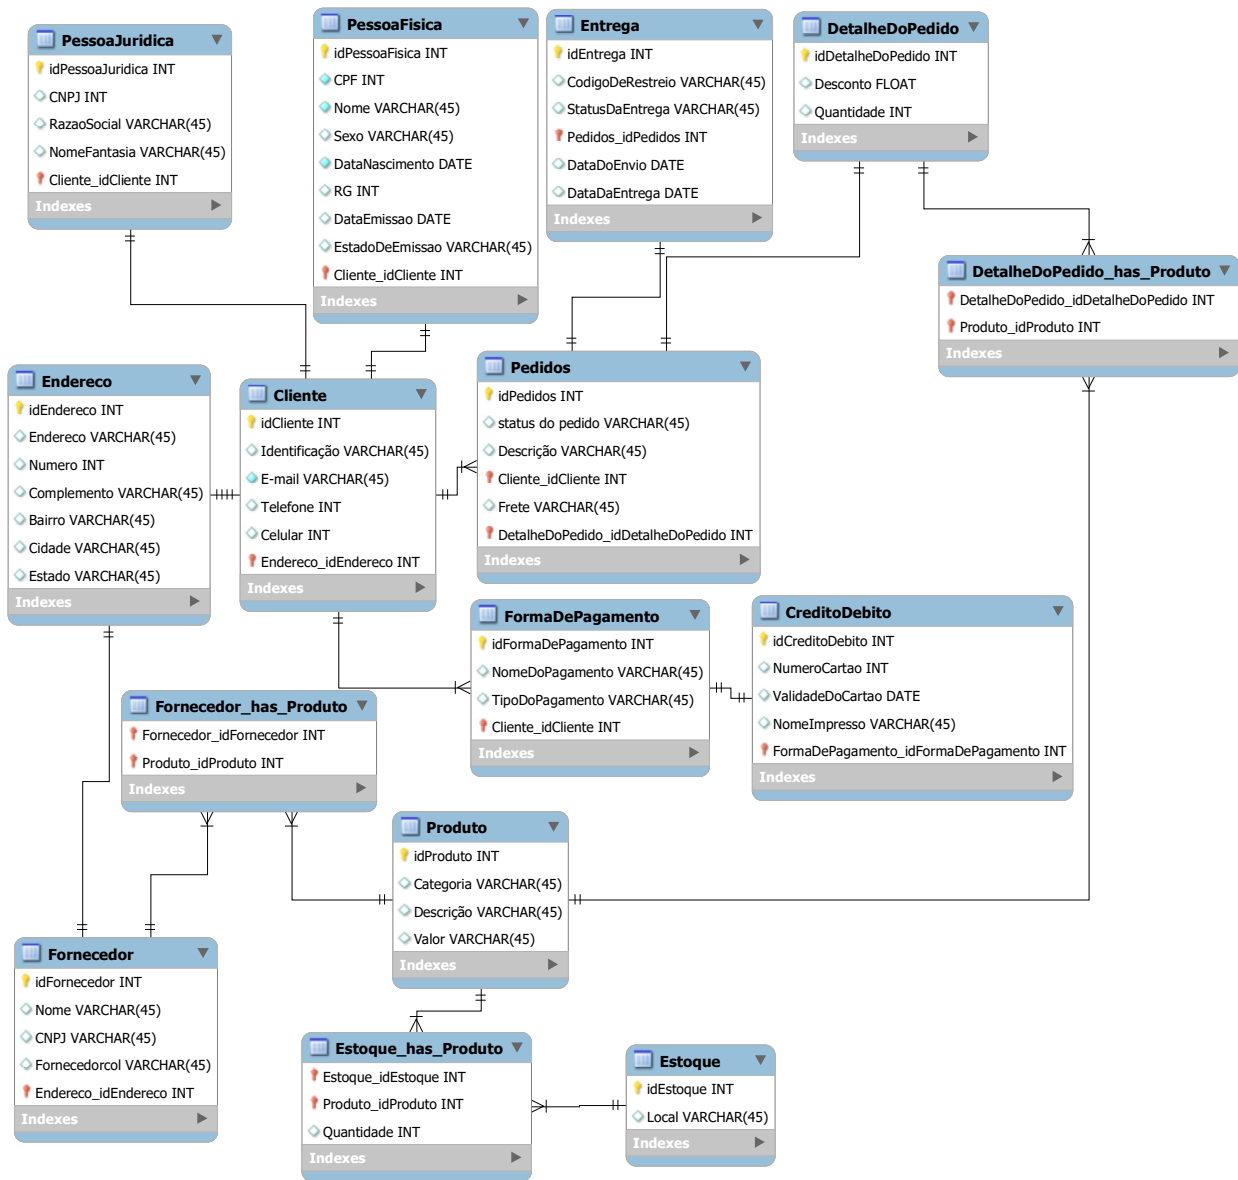 PessoaJuridica
idPessoaJuridica INT
CNPJ INT
RazaoSocial VARCHAR(45)
NomeFantasia VARCHAR(45)
Cliente_idCliente INT
Indexes
PessoaFisica
idPessoaFisica INT
CPF INT
Nome VARCHAR(45)
Sexo VARCHAR(45)
DataNascimento DATE
RG INT
DataEmissao DATE
EstadoDeEmissao VARCHAR(45)
Cliente_idCliente INT
Indexes
Entrega
idEntrega INT
CodigoDeRestreio VARCHAR(45)
StatusDaEntrega VARCHAR(45)
Pedidos_idPedidos INT
DataDoEnvio DATE
DataDaEntrega DATE
Indexes
DetalheDoPedido
idDetalheDoPedido INT
Desconto FLOAT
Quantidade INT
Indexes
DetalheDoPedido_has_Produto
DetalheDoPedido_idDetalheDoPedido INT
Produto_idProduto INT
Indexes
Endereco
idEndereco INT
Endereco VARCHAR(45)
Numero INT
Complemento VARCHAR(45)
Bairro VARCHAR(45)
Cidade VARCHAR(45)
Estado VARCHAR(45)
Indexes
Cliente
idCliente INT
Identificação VARCHAR(45)
E-mail VARCHAR(45)
Telefone INT
Celular INT
Endereco_idEndereco INT
Indexes
Pedidos
idPedidos INT
status do pedido VARCHAR(45)
Descrição VARCHAR(45)
Cliente_idCliente INT
Frete VARCHAR(45)
DetalheDoPedido_idDetalheDoPedido INT
Indexes
FormaDePagamento
idFormaDePagamento INT
NomeDoPagamento VARCHAR(45)
TipoDoPagamento VARCHAR(45)
Cliente_idCliente INT
Indexes
CreditoDebito
idCreditoDebito INT
NumeroCartao INT
ValidadeDoCartao DATE
NomeImpresso VARCHAR(45)
FormaDePagamento_idFormaDePagamento INT
Indexes
Fornecedor_has_Produto
Fornecedor_idFornecedor INT
Produto_idProduto INT
Indexes
Produto
idProduto INT
Categoria VARCHAR(45)
Descrição VARCHAR(45)
Valor VARCHAR(45)
Indexes
Fornecedor
idFornecedor INT
Nome VARCHAR(45)
CNPJ VARCHAR(45)
Fornecedorcol VARCHAR(45)
Endereco_idEndereco INT
Indexes
Estoque_has_Produto
Estoque_idEstoque INT
Produto_idProduto INT
Quantidade INT
Indexes
Estoque
idEstoque INT
Local VARCHAR(45)
Indexes